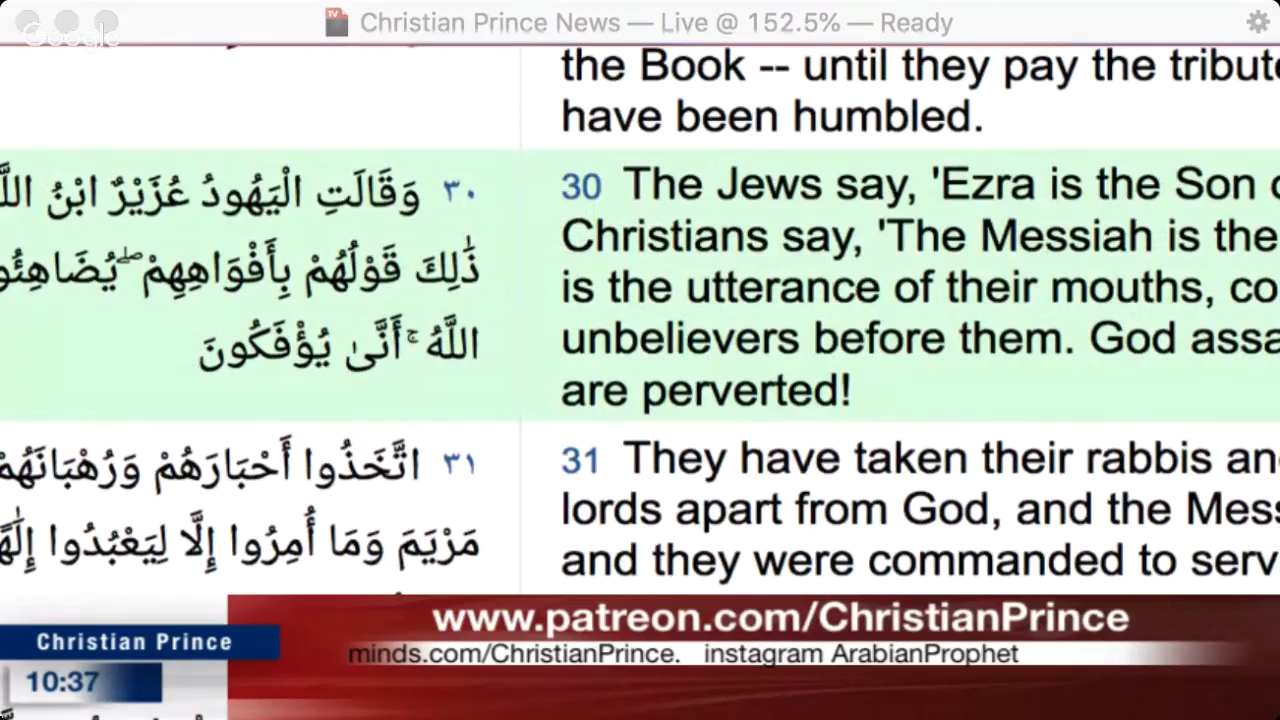 Christian Prince News — Live @ 152.5% — Ready
Google
the Book -- until they pay the tribute
have been humbled.
٣٠ وَقَالَتِ الْيَهُودُ عُزَيْرٌ ابْنُ
ذَٰلِكَ قَوْلُهُمْ بِأَفْوَاهِهِمْ ۖ يُضَاهِئُو
اللَّهُ ۚ أَنَّىٰ يُؤْفَكُونَ
30 The Jews say, 'Ezra is the Son o
Christians say, 'The Messiah is the
is the utterance of their mouths, co
unbelievers before them. God assa
are perverted!
٣١ اتَّخَذُوا أَحْبَارَهُمْ وَرُهْبَانَهُمْ
مَرْيَمَ وَمَا أُمِرُوا إِلَّا لِيَعْبُدُوا إِلَٰهًا
31 They have taken their rabbis an
lords apart from God, and the Mess
and they were commanded to serv
www.patreon.com/ChristianPrince
Christian Prince
minds.com/ChristianPrince. instagram ArabianProphet
10:37